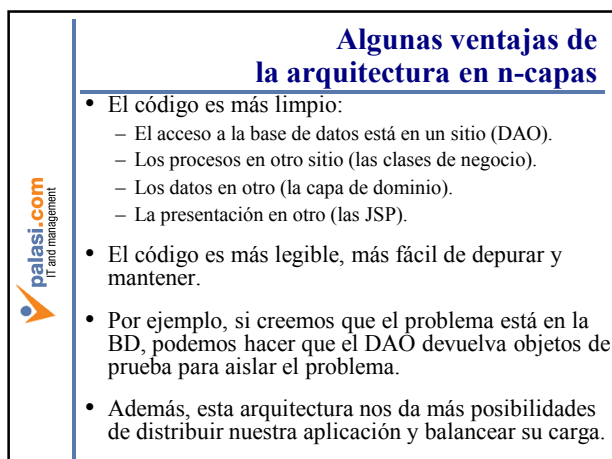 Algunas ventajas de
la arquitectura en n-capas
• El código es más limpio:
– El acceso a la base de datos está en un sitio (DAO).
– Los procesos en otro sitio (las clases de negocio).
– Los datos en otro (la capa de dominio).
– La presentación en otro (las JSP).
• El código es más legible, más fácil de depurar y
mantener.
• Por ejemplo, si creemos que el problema está en la
BD, podemos hacer que el DAO devuelva objetos de
prueba para aislar el problema.
• Además, esta arquitectura nos da más posibilidades
de distribuir nuestra aplicación y balancear su carga.
palasi.com
IT and management